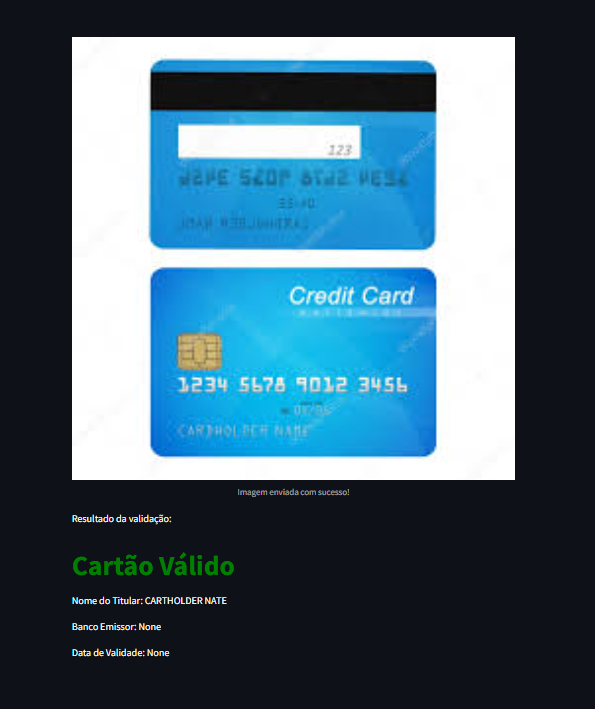 123
Credit Card
1234 5678 9012 3456
CARDHOLDER NAME
Imagem enviada com sucesso!
Resultado da validação:
Cartão Válido
Nome do Titular: CARTHOLDER NATE
Banco Emissor: None
Data de Validade: None